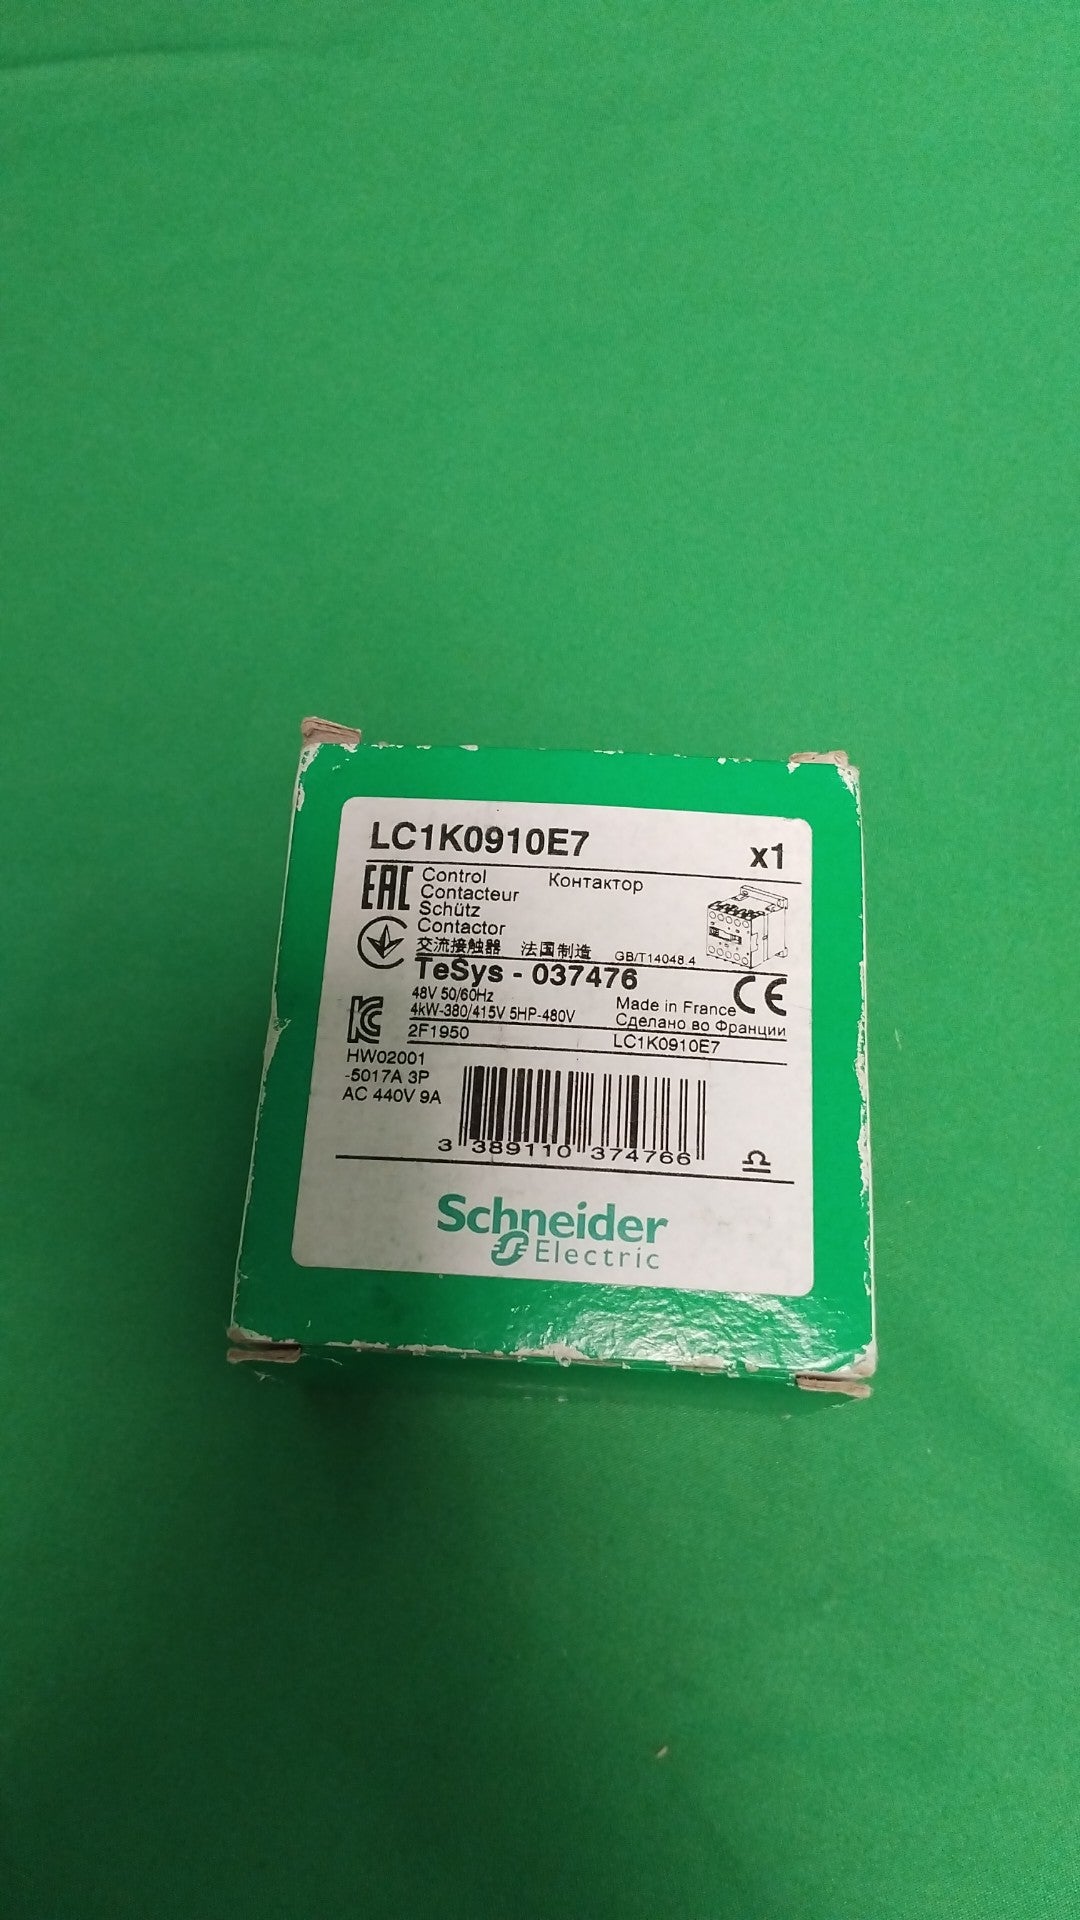 LC1K0910E7
x1
EAC
Control
Контактор
Contacteur
Schütz
Contactor
交流接触器 法国制造 GB/T14048.4
TeSys - 037476
CE
48V 50/60Hz
4kW-380/415V 5HP-480V
Made in France
Сделано во Франции
2F1950
LC1K0910E7
HW02001
-5017A 3P
AC 440V 9A
3 389110 374766
Schneider
Electric